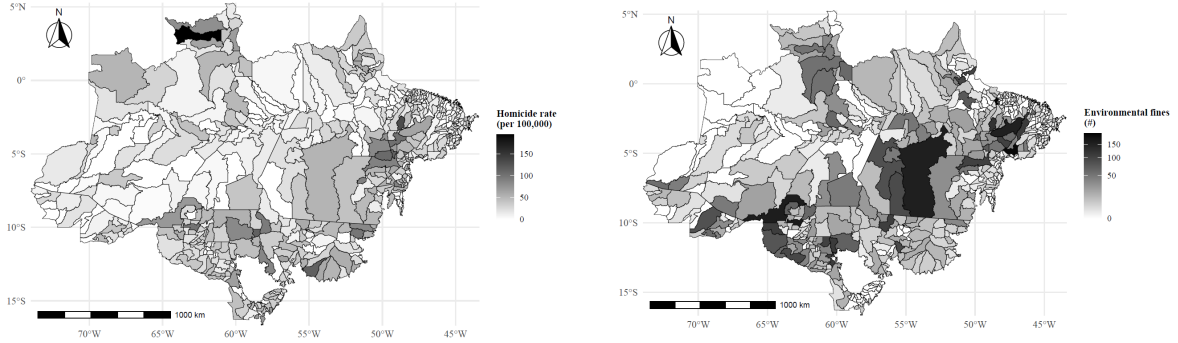 5°N
0°
5°S
10°S
15°S
70°W
65°W
60°W
55°W
50°W
45°W
N
1000 km
Homicide rate
(per 100,000)
150
100
50
0
5°N
0°
5°S
10°S
15°S
70°W
65°W
60°W
55°W
50°W
45°W
N
1000 km
Environmental fines
(#)
150
100
50
0